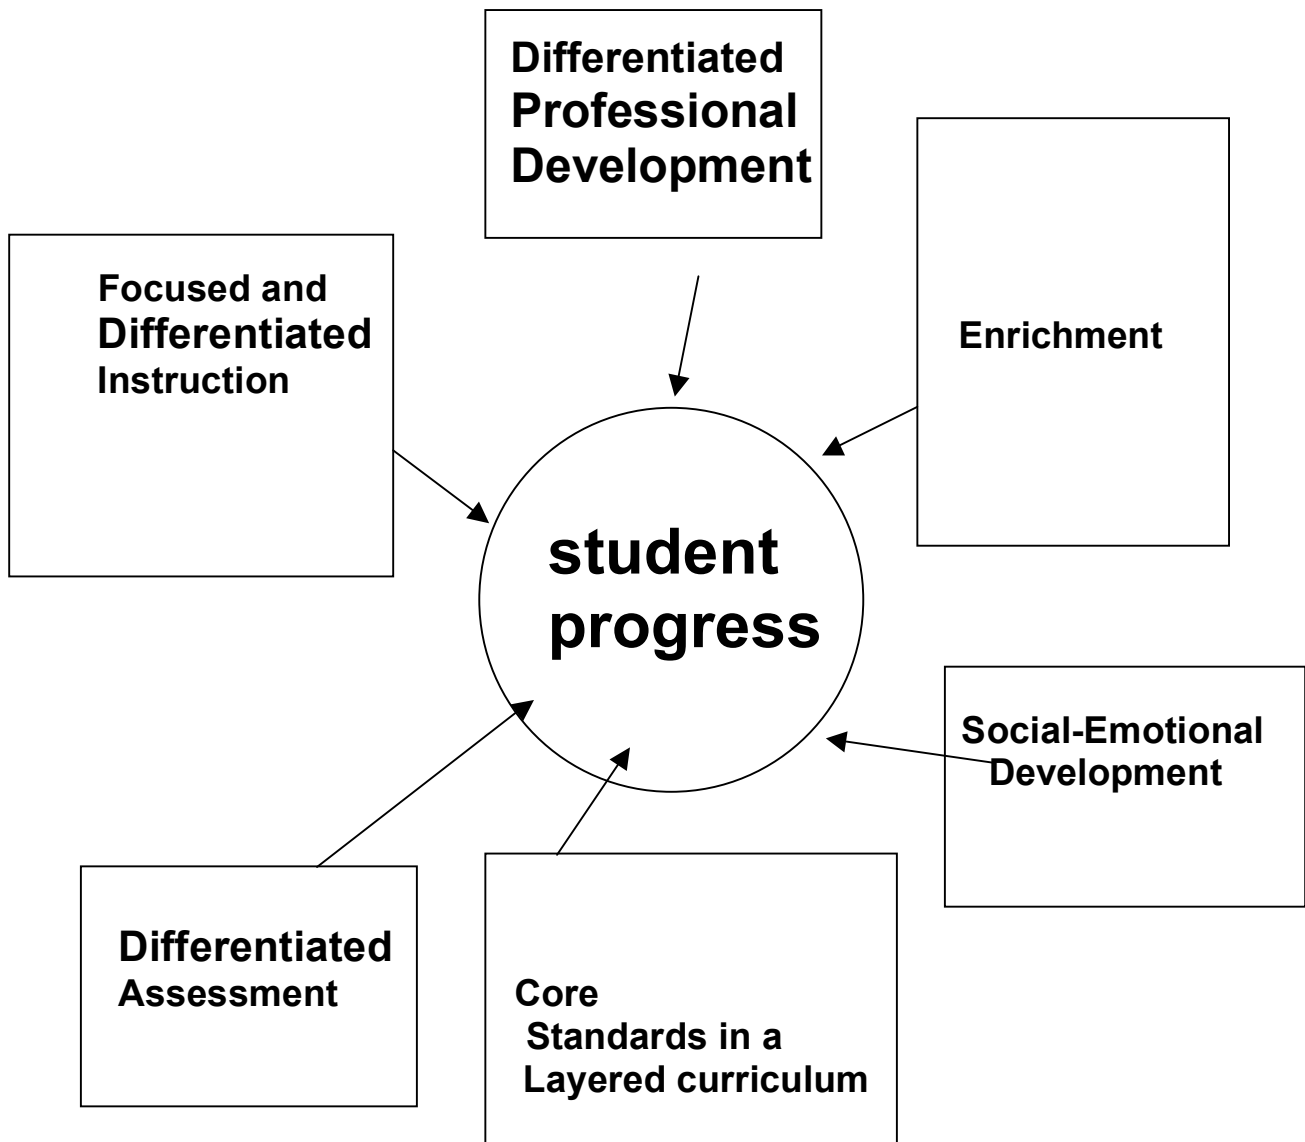 Differentiated
Professional
Development
Focused and
Differentiated
Instruction
Enrichment
student
progress
Social-Emotional
Development
Differentiated
Assessment
Core
Standards in a
Layered curriculum